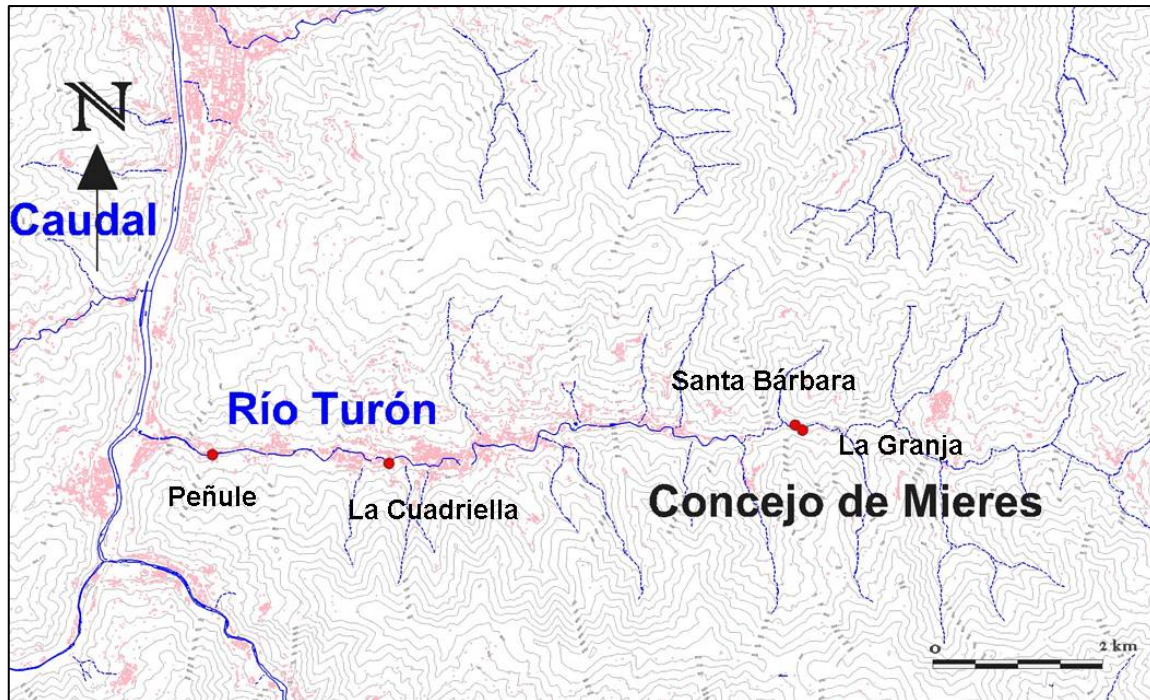 N
Caudal
Río Turón
Santa Bárbara
La Granja
Peñule
La Cuadriella
Concejo de Mieres
0
2 km